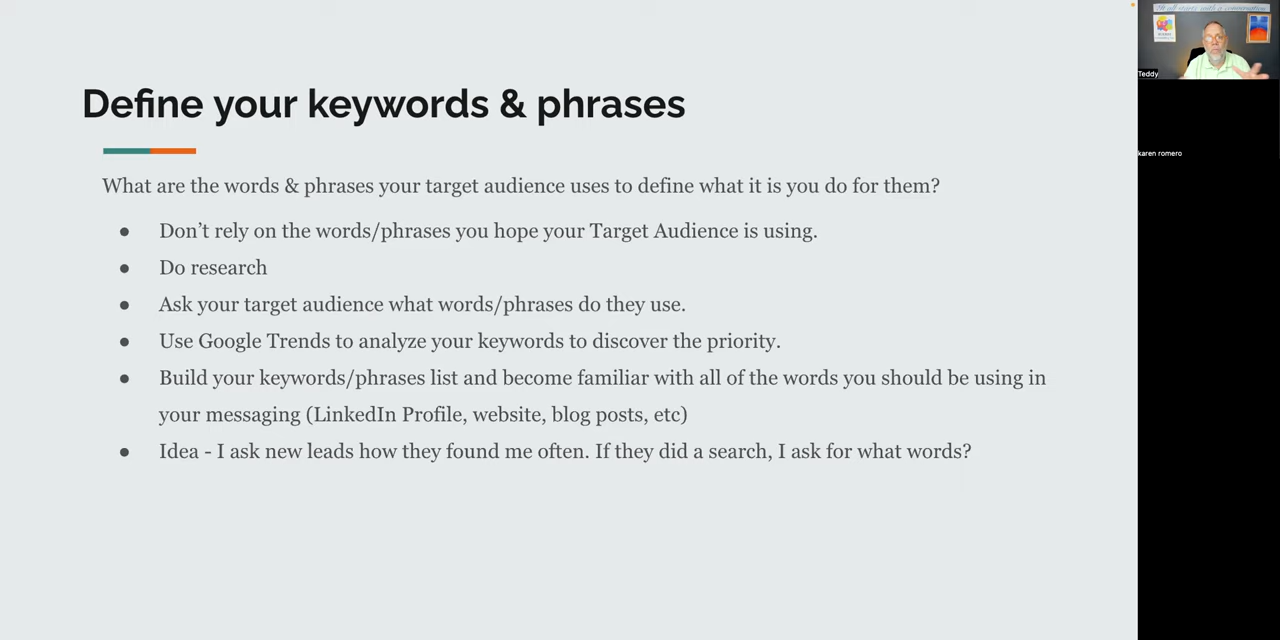 Define your keywords & phrases
What are the words & phrases your target audience uses to define what it is you do for them?
● Don’t rely on the words/phrases you hope your Target Audience is using.
● Do research
● Ask your target audience what words/phrases do they use.
● Use Google Trends to analyze your keywords to discover the priority.
● Build your keywords/phrases list and become familiar with all of the words you should be using in
your messaging (LinkedIn Profile, website, blog posts, etc)
● Idea - I ask new leads how they found me often. If they did a search, I ask for what words?
It all starts with a conversation
Teddy
karen romero